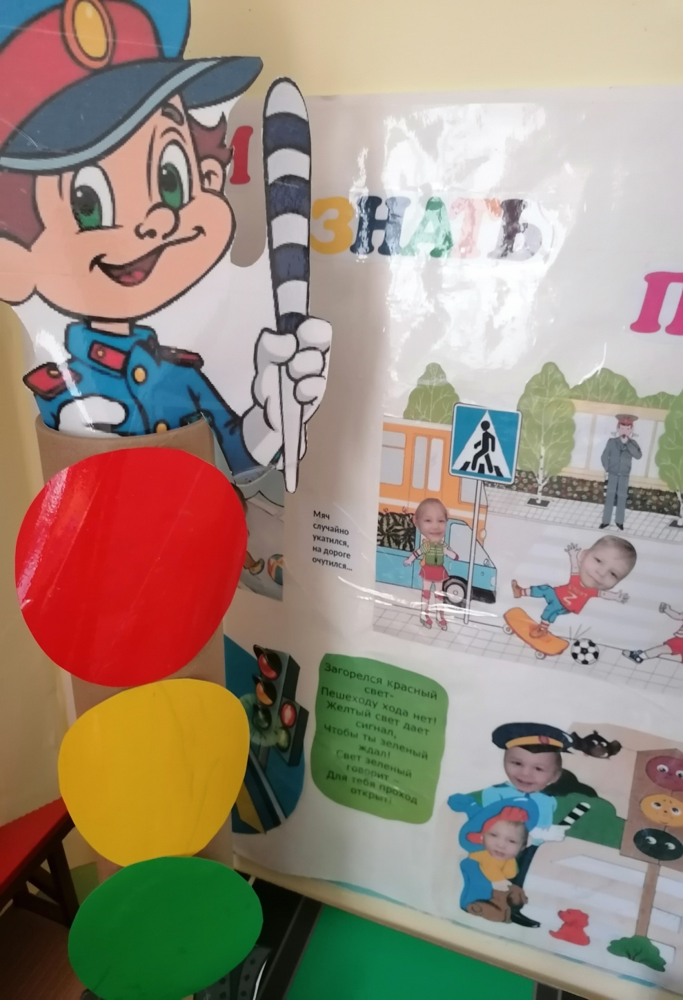 И
ЗНАТЬ
П
Мяч
случайно
укатился,
на дороге
очутился...
Загорелся красный
свет-
Пешеходу хода нет!
Желтый свет дает
сигнал,
Чтобы ты зеленый
ждал!
Свет зеленый
говорит –
Для тебя проход
открыт!